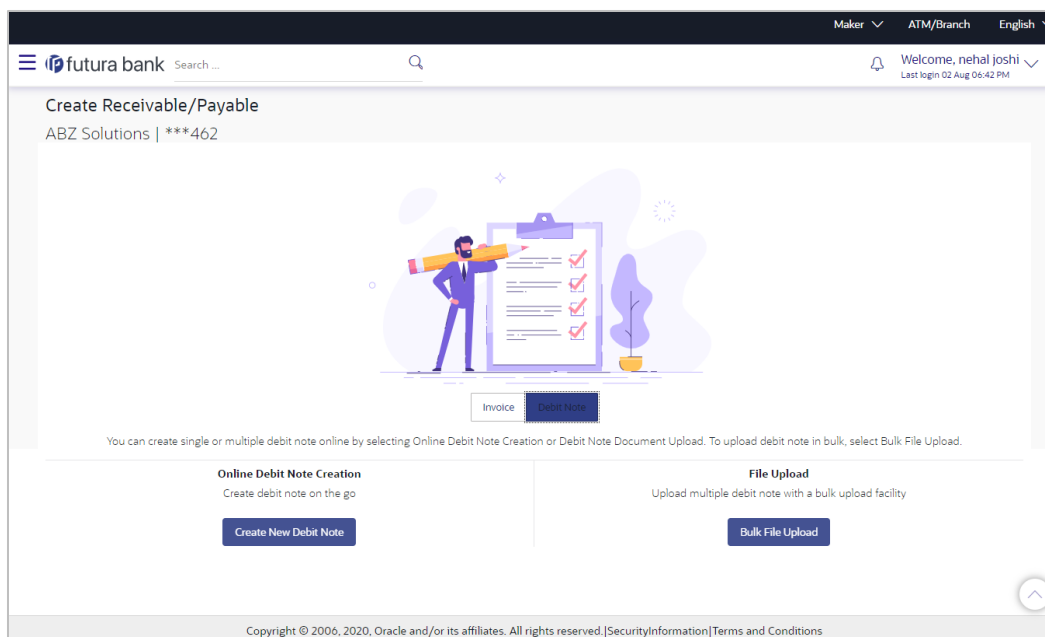 Maker ATM/Branch English
futura bank Search ... Welcome, nehal joshi
Last login 02 Aug 06:42 PM
Create Receivable/Payable
ABZ Solutions | ***462
Invoice Debit Note
You can create single or multiple debit note online by selecting Online Debit Note Creation or Debit Note Document Upload. To upload debit note in bulk, select Bulk File Upload.
Online Debit Note Creation File Upload
Create debit note on the go Upload multiple debit note with a bulk upload facility
Create New Debit Note Bulk File Upload
Copyright © 2006, 2020, Oracle and/or its affiliates. All rights reserved.|SecurityInformation|Terms and Conditions